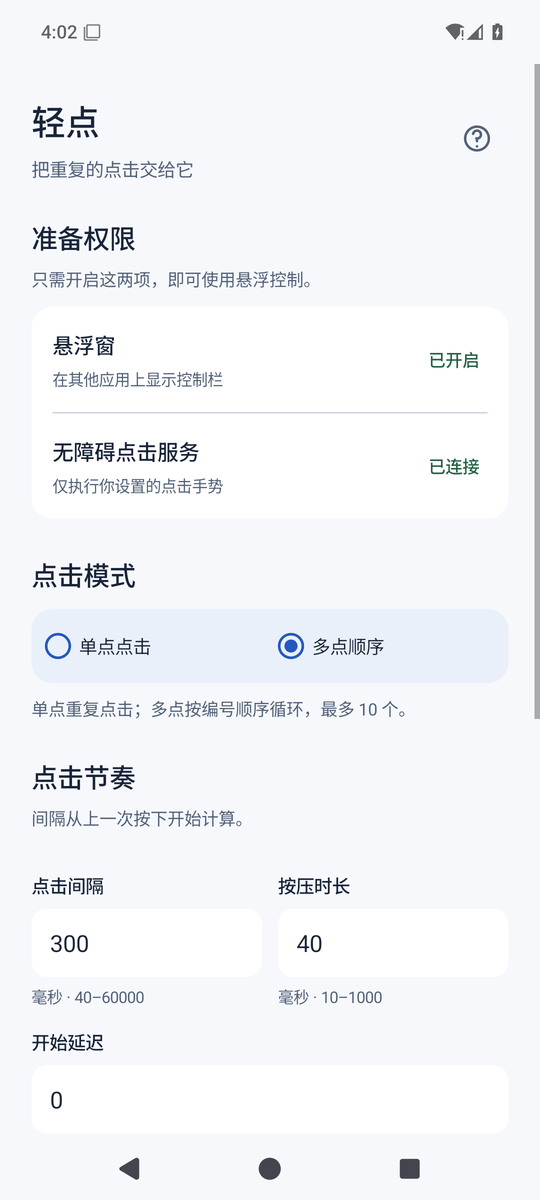 4:02
轻点
把重复的点击交给它
准备权限
只需开启这两项，即可使用悬浮控制。
悬浮窗
在其他应用上显示控制栏
已开启
无障碍点击服务
仅执行你设置的点击手势
已连接
点击模式
单点点击
多点顺序
单点重复点击；多点按编号顺序循环，最多 10 个。
点击节奏
间隔从上一次按下开始计算。
点击间隔
按压时长
300
40
毫秒 · 40–60000
毫秒 · 10–1000
开始延迟
0